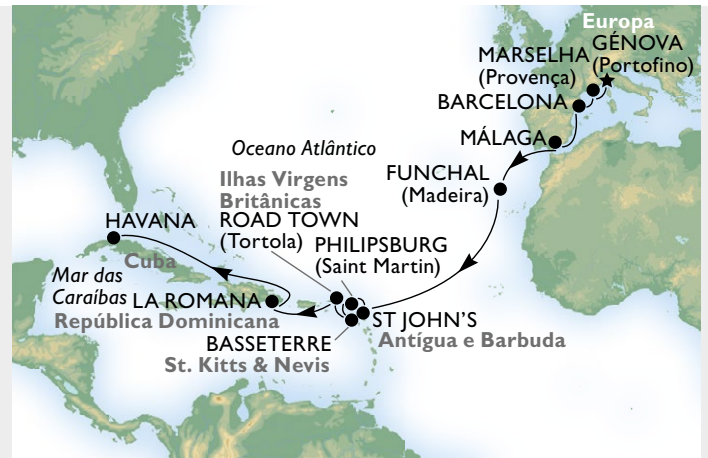 Europa
MARSELHA
(Provença)
GÉNOVA
(Portofino)
BARCELONA
MÁLAGA
Oceano Atlântico
FUNCHAL
(Madeira)
Ilhas Virgens
Britânicas
ROAD TOWN
(Tortola)
PHILIPSBURG
(Saint Martin)
HAVANA
Cuba
Mar das
Caraíbas
LA ROMANA
República Dominicana
ST JOHN'S
Antígua e Barbuda
BASSETERRE
St. Kitts & Nevis